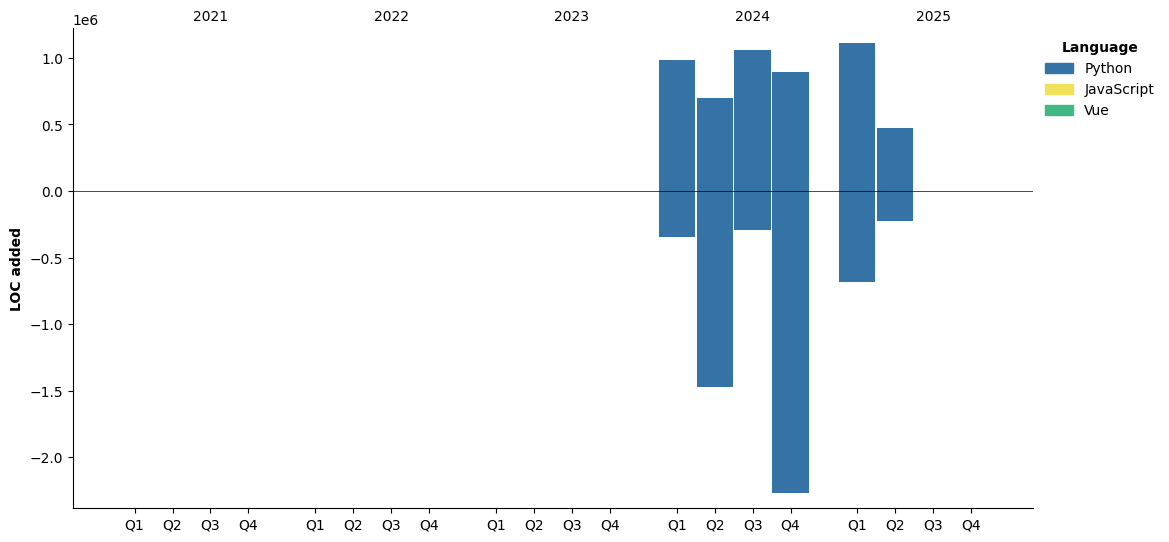 2021 2022 2023 2024 2025
1e6
Language
Python
JavaScript
Vue
LOC added
1.0
0.5
0.0
−0.5
−1.0
−1.5
−2.0
Q1 Q2 Q3 Q4 Q1 Q2 Q3 Q4 Q1 Q2 Q3 Q4 Q1 Q2 Q3 Q4 Q1 Q2 Q3 Q4